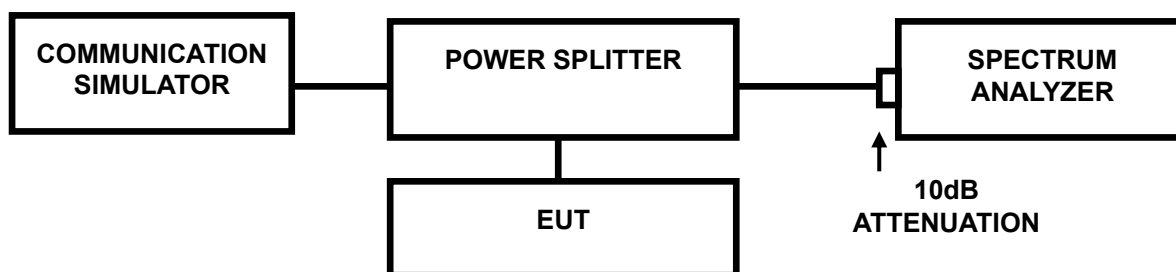 COMMUNICATION
SIMULATOR
POWER SPLITTER
SPECTRUM
ANALYZER
EUT
10dB
ATTENUATION